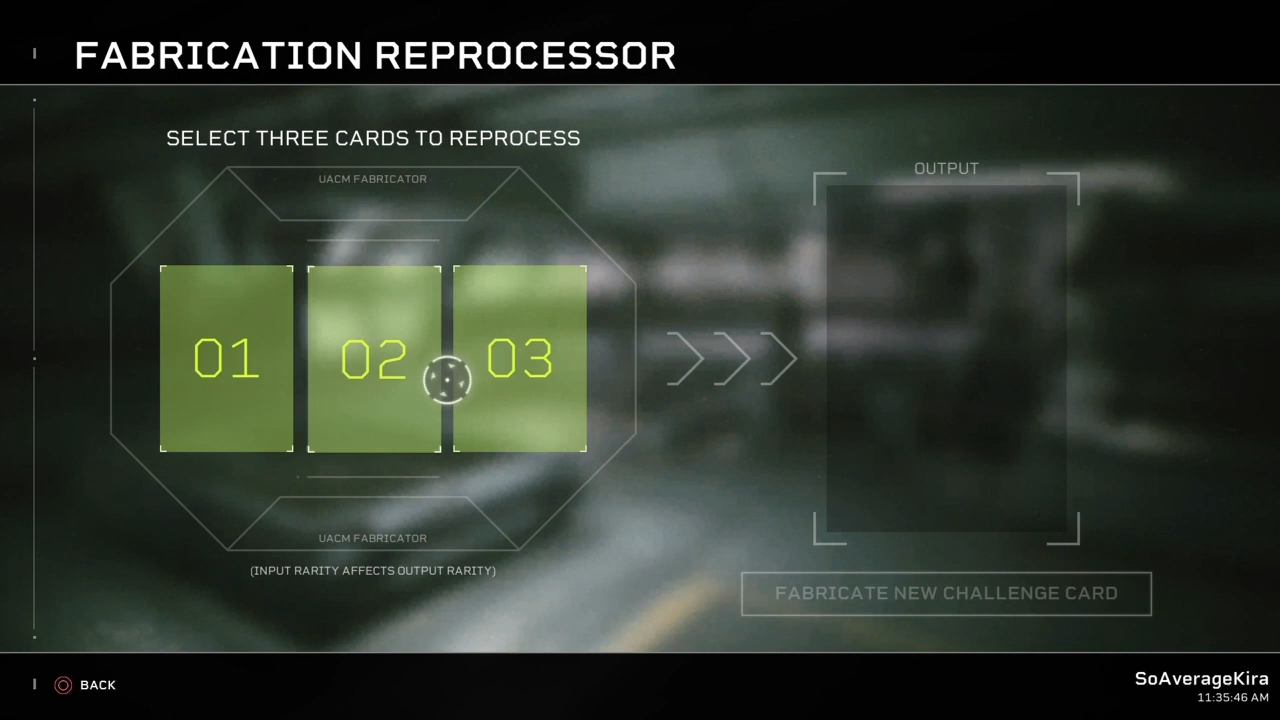 FABRICATION REPROCESSOR
SELECT THREE CARDS TO REPROCESS
UACM FABRICATOR
OUTPUT
01
02
03
UACM FABRICATOR
(INPUT RARITY AFFECTS OUTPUT RARITY)
FABRICATE NEW CHALLENGE CARD
BACK
SoAverageKira
11:35:46 AM